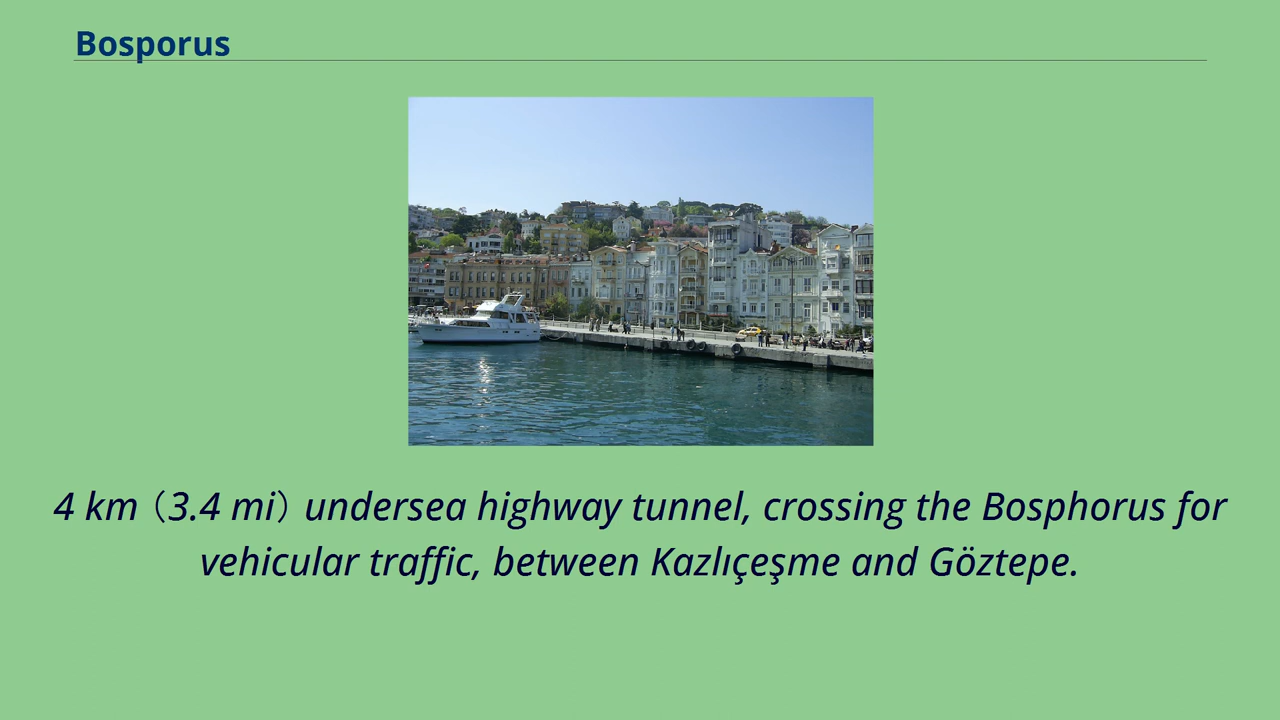 Bosporus
4 km（3.4 mi）undersea highway tunnel, crossing the Bosphorus for
vehicular traffic, between Kazlıçeşme and Göztepe.